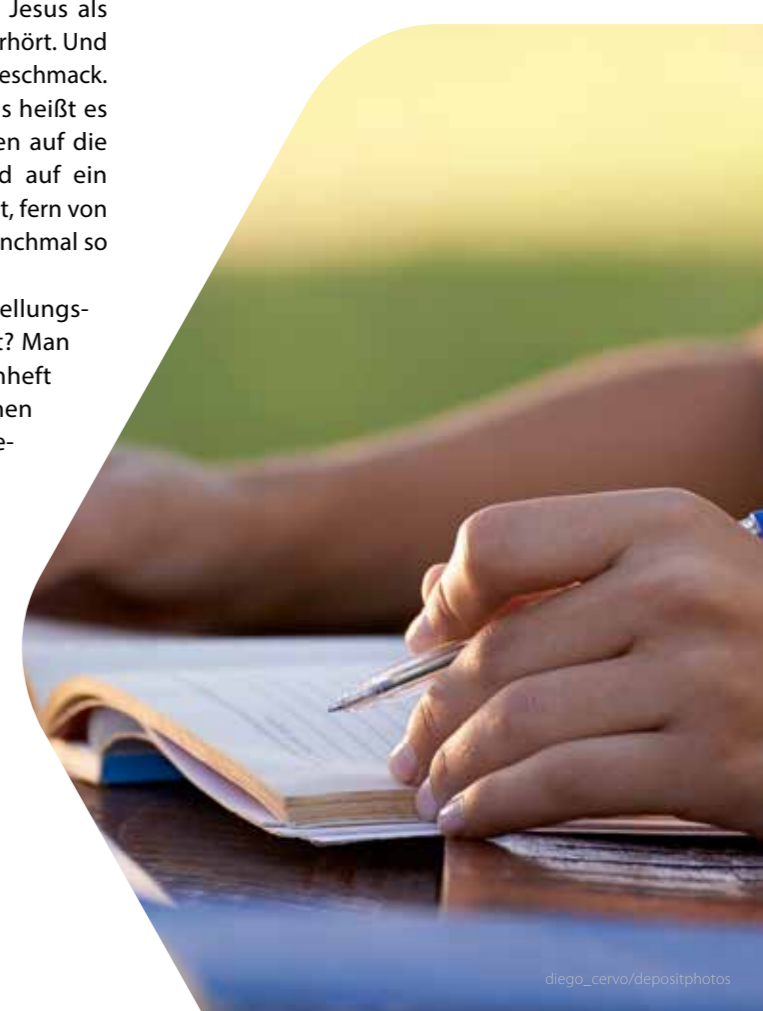 Jesus als
rhört. Und
eschmack.
s heißt es
en auf die
d auf ein
t, fern von
nchmal so
ellungs-
t? Man
nheft
nen
e-
diego_cervo/depositphotos